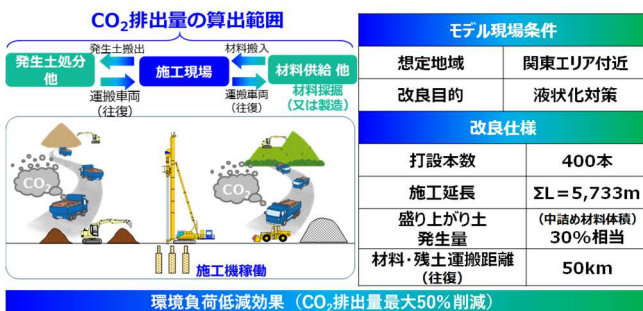 CO₂排出量の算出範囲
発生土搬出
材料搬入
発生土処分
他
施工現場
材料供給 他
運搬車両
(往復)
運搬車両
(往復)
材料採掘
(又は製造)
CO₂
CO₂
施工機稼働
モデル現場条件
想定地域
関東エリア付近
改良目的
液状化対策
改良仕様
打設本数
400本
施工延長
ΣL=5,733m
盛り上がり土
発生量
(中詰め材料体積)
30%相当
材料・残土運搬距離
(往復)
50km
環境負荷低減効果(CO₂排出量最大50%削減)